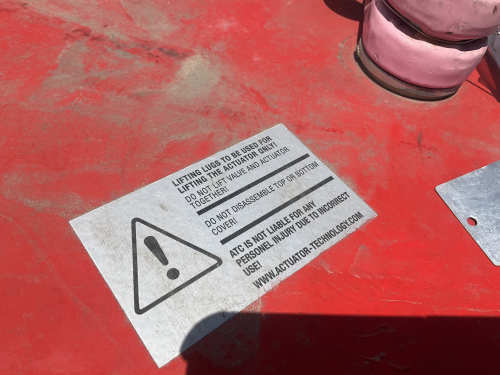 LIFTING LUGS TO BE USED FOR
LIFTING THE ACTUATOR ONLY!
DO NOT LIFT VALVE AND ACTUATOR
TOGETHER!
DO NOT DISASSEMBLE TOP OR BOTTOM
COVER!
ATC IS NOT LIABLE FOR ANY
PERSONEL INJURY DUE TO INCORRECT
USE!
WWW.ACTUATOR-TECHNOLOGY.COM